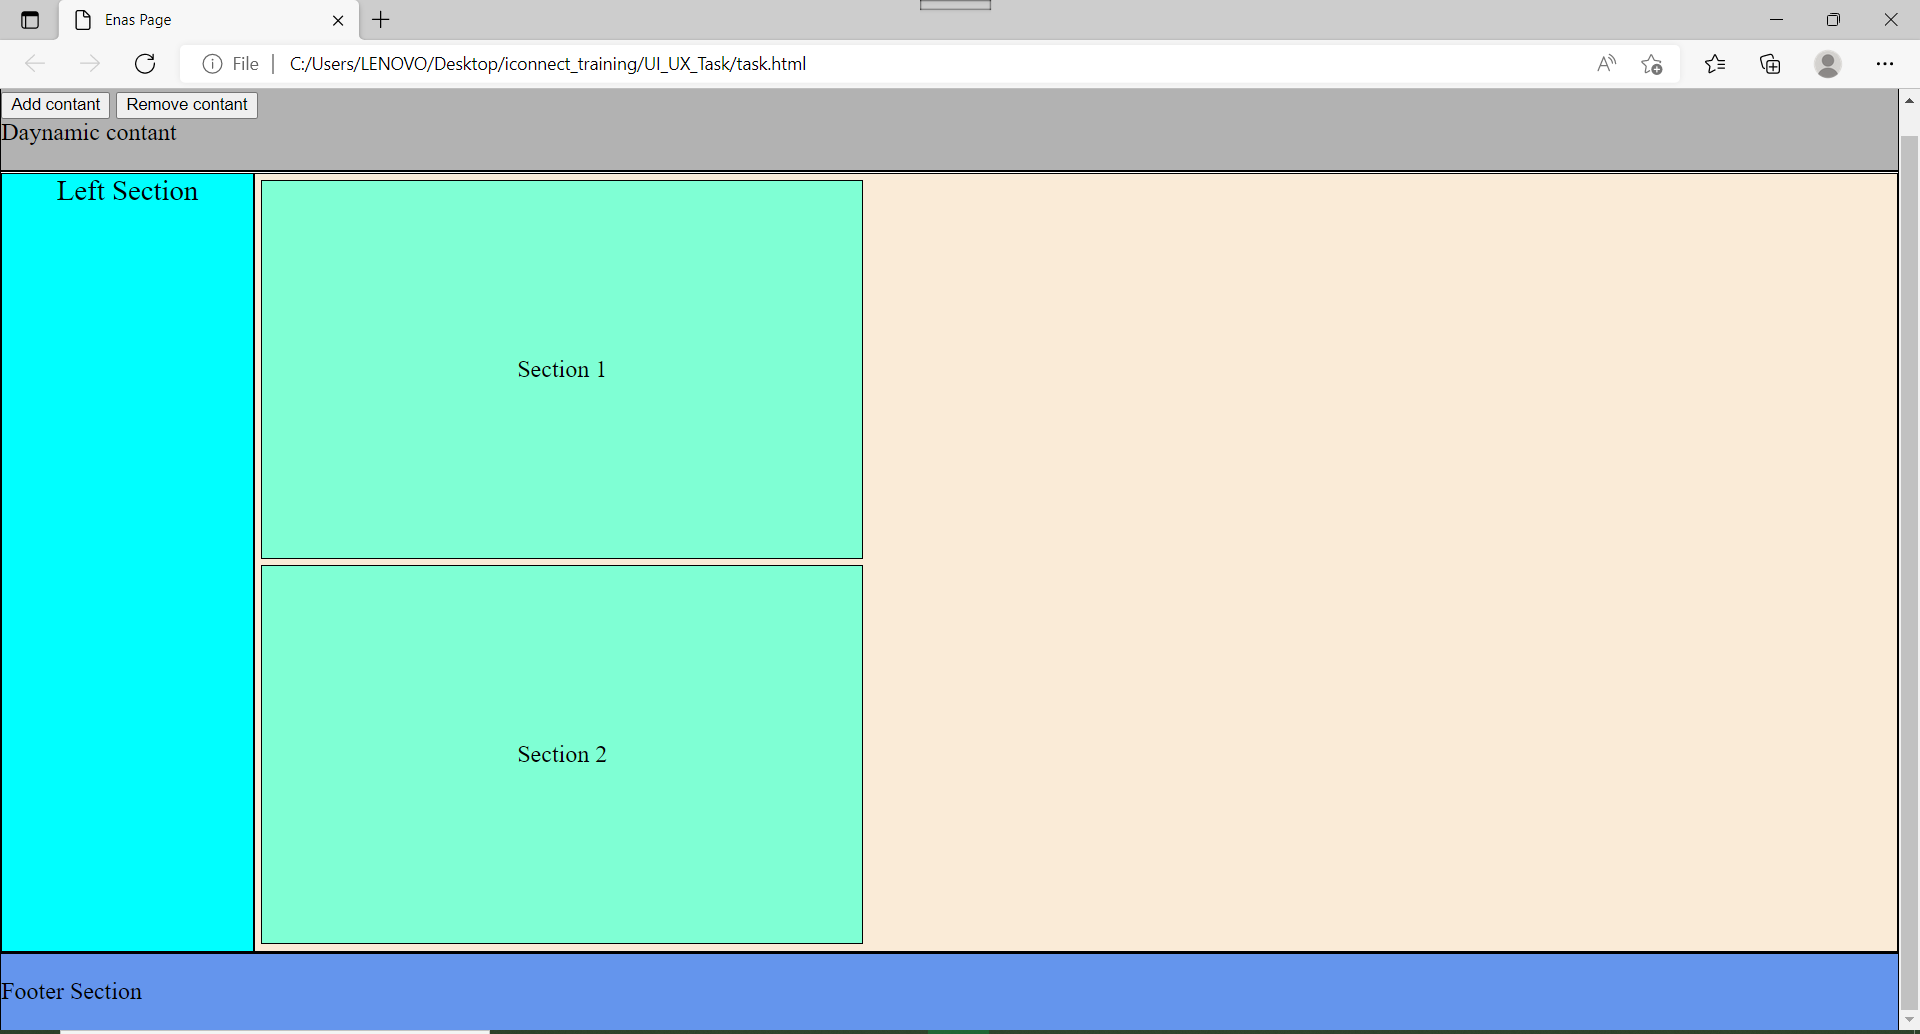 Enas Page
File
C:/Users/LENOVO/Desktop/iconnect_training/UI_UX_Task/task.html
Add contant Remove contant
Daynamic contant
Left Section
Section 1
Section 2
Footer Section